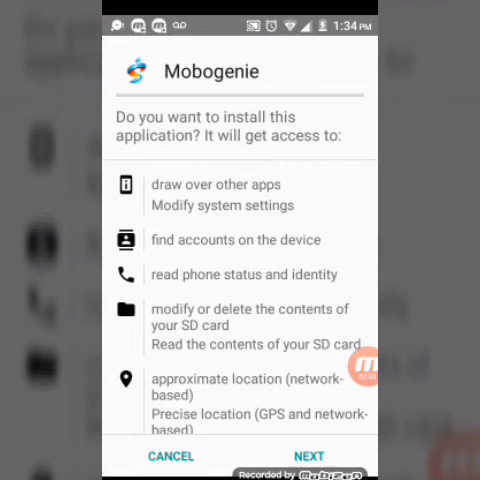 1:34 PM
Mobogenie
Do you want to install this
application? It will get access to:
draw over other apps
Modify system settings
find accounts on the device
read phone status and identity
modify or delete the contents of
your SD card
Read the contents of your SD card
approximate location (network-
based)
Precise location (GPS and network-
based)
00:00
CANCEL NEXT
Recorded by Mobizen